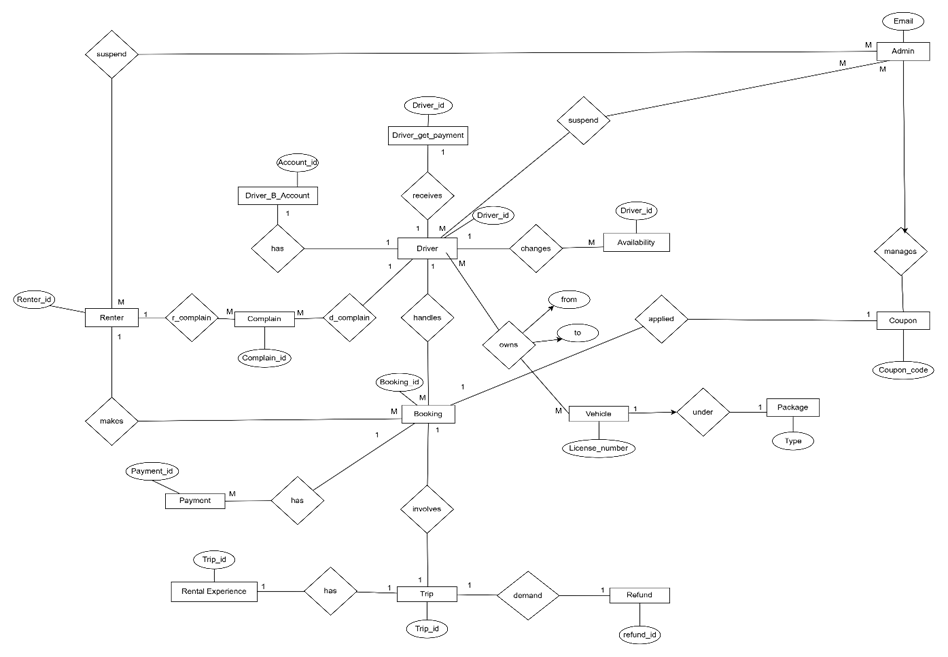 Email
suspend
M
Admin
M
M
Driver_id
Driver_get_payment
suspend
1
Account_id
Driver_B_Account
receives
1
Driver_id
Driver_id
1
M
1
has
1
Driver
changes
M
Availability
manages
1
1
M
Renter_id
M
from
Renter
1
r_complain
M
Complain
M
d_complain
handles
applied
1
Coupon
to
1
owns
Complain_id
Coupon_code
Booking_id
1
M
makes
M
Booking
M
Vehicle
1
under
1
Package
1
1
License_number
Type
Payment_id
Payment
M
has
involves
Trip_id
1
Rental Experience
1
has
1
Trip
1
demand
1
Refund
Trip_id
refund_id